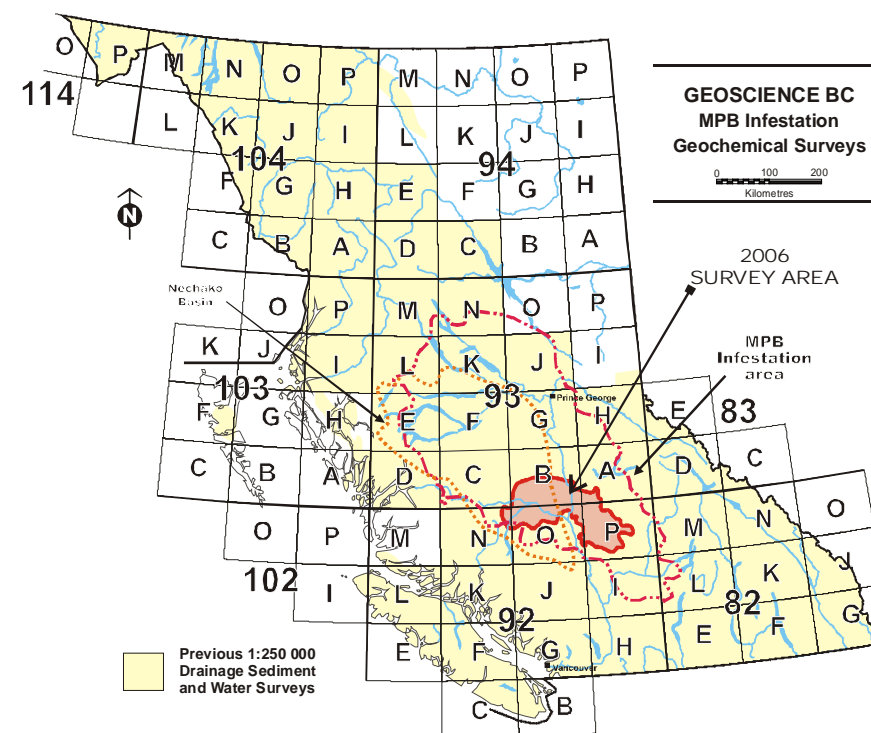 O P M N O P M N O P
114
L K J I L K J I
104 94
F G H E F G H
N
C B A D C B A
GEOSCIENCE BC
MPB Infestation
Geochemical Surveys
0 100 200
Kilometres
2006
SURVEY AREA
Nechako
Basin
O P M N O P
MPB
Infestation
area
K J I L K J I
103 93
Prince George
F G H E F G H E
83
C B A D C B A D C
O P M N O P M N O
102
I L K J I L K J
92 82
E F G H E F G
Vancouver
C B
Previous 1:250 000
Drainage Sediment
and Water Surveys